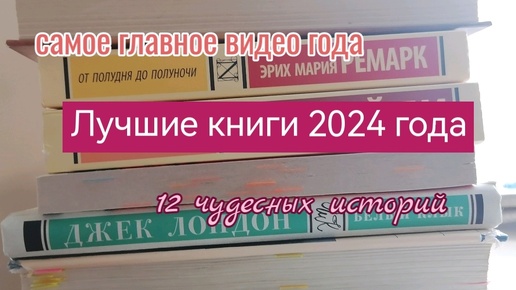 самое главное видео года
ОТ ПОЛУДНЯ ДО ПОЛУНОЧИ
ЭРИХ МАРИЯ РЕМАРК
Лучшие книги 2024 года
12 чудесных историй
ДЖЕК ЛОНДОН
БЕЛЫЙ КЛЫК